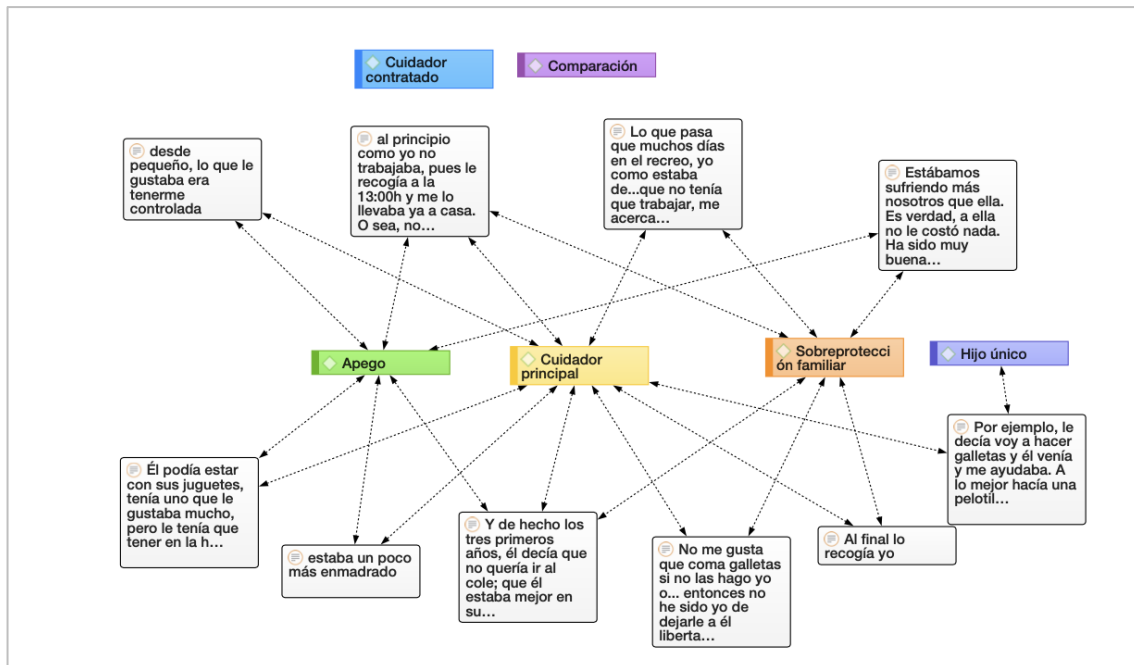 Cuidador
contratado
Comparación
desde
pequeño, lo que le
gustaba era
tenerme
controlada
al principio
como yo no
trabajaba, pues le
recogía a la
13:00h y me lo
llevaba ya a casa.
O sea, no…
Lo que pasa
que muchos días
en el recreo, yo
como estaba
de...que no tenía
que trabajar, me
acerca…
Estábamos
sufriendo más
nosotros que ella.
Es verdad, a ella
no le costó nada.
Ha sido muy
buena…
Apego
Cuidador
principal
Sobreprotecci
ón familiar
Hijo único
Él podía estar
con sus juguetes,
tenía uno que le
gustaba mucho,
pero le tenía que
tener en la h…
estaba un poco
más enmadrado
Y de hecho los
tres primeros
años, él decía que
no quería ir al
cole; que él
estaba mejor en
su…
No me gusta
que coma galletas
si no las hago yo
o... entonces no
he sido yo de
dejarle a él
liberta…
Al final lo
recogía yo
Por ejemplo, le
decía voy a hacer
galletas y él venía
y me ayudaba. A
lo mejor hacía una
pelotil…